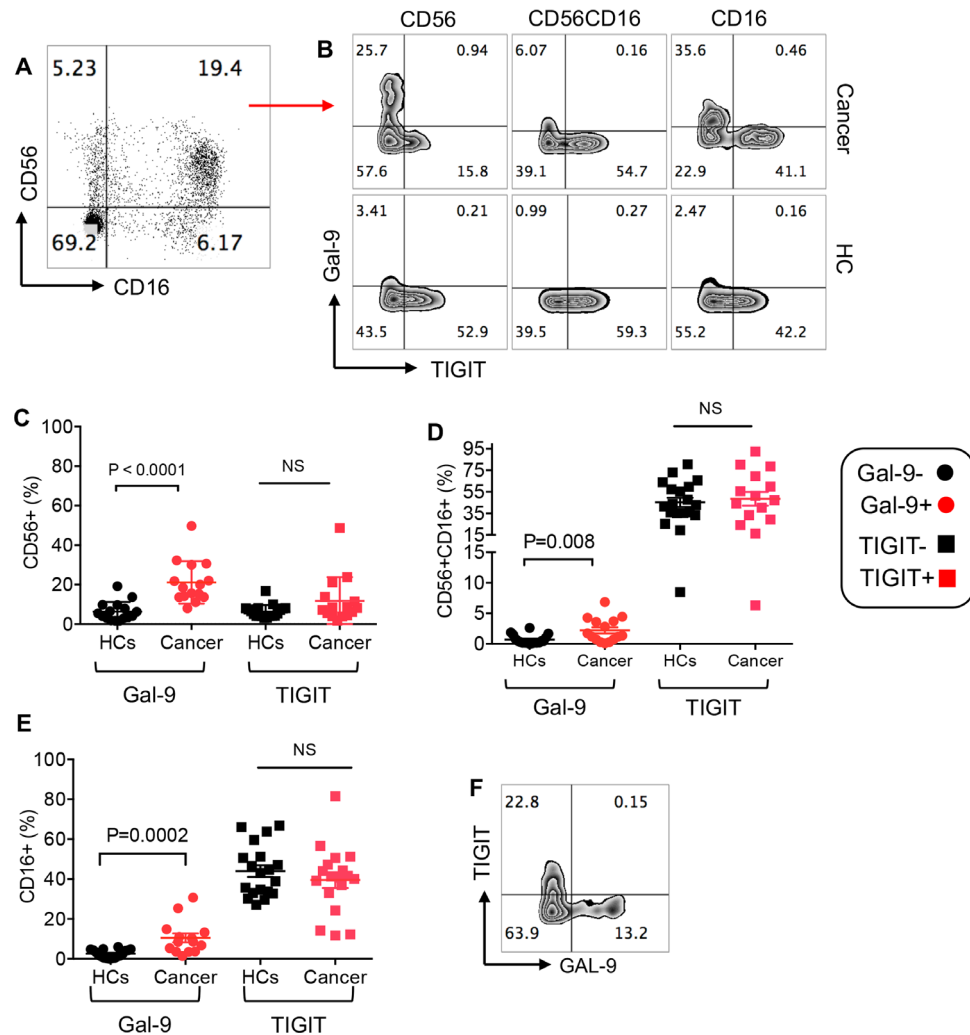 A
5.23 19.4
69.2 6.17
CD56
CD16
B
CD56 CD56CD16 CD16
25.7 0.94 6.07 0.16 35.6 0.46
57.6 15.8 39.1 54.7 22.9 41.1
Cancer
3.41 0.21 0.99 0.27 2.47 0.16
43.5 52.9 39.5 59.3 55.2 42.2
HC
Gal-9
TIGIT
C
CD56+ (%)
100
80
60
40
20
0
P < 0.0001
NS
HCs Cancer HCs Cancer
Gal-9 TIGIT
D
CD56+CD16+ (%)
95
75
55
35
15
10
5
0
P=0.008
NS
HCs Cancer HCs Cancer
Gal-9 TIGIT
Gal-9-
Gal-9+
TIGIT-
TIGIT+
E
CD16+ (%)
100
80
60
40
20
0
P=0.0002
NS
HCs Cancer HCs Cancer
Gal-9 TIGIT
F
22.8 0.15
63.9 13.2
TIGIT
GAL-9